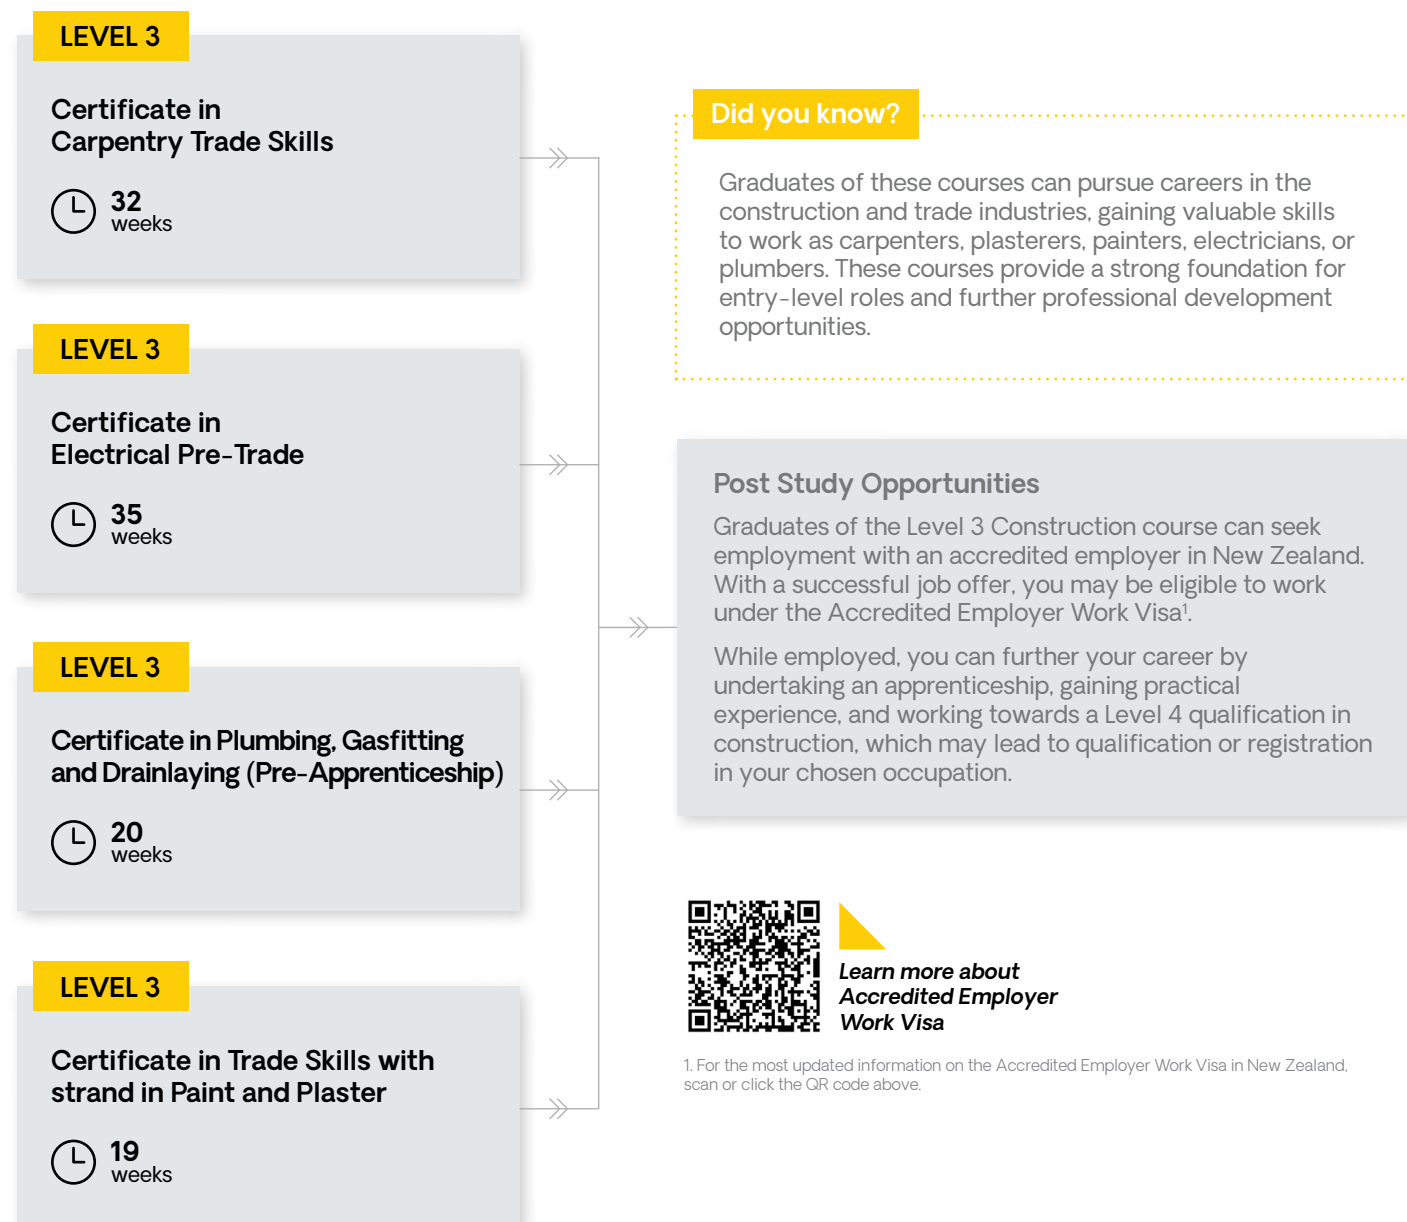 LEVEL 3
Certificate in
Carpentry Trade Skills
32
weeks
LEVEL 3
Certificate in
Electrical Pre-Trade
35
weeks
LEVEL 3
Certificate in Plumbing, Gasfitting
and Drainlaying (Pre-Apprenticeship)
20
weeks
LEVEL 3
Certificate in Trade Skills with
strand in Paint and Plaster
19
weeks
Did you know?
Graduates of these courses can pursue careers in the
construction and trade industries, gaining valuable skills
to work as carpenters, plasterers, painters, electricians, or
plumbers. These courses provide a strong foundation for
entry-level roles and further professional development
opportunities.
Post Study Opportunities
Graduates of the Level 3 Construction course can seek
employment with an accredited employer in New Zealand.
With a successful job offer, you may be eligible to work
under the Accredited Employer Work Visa¹.
While employed, you can further your career by
undertaking an apprenticeship, gaining practical
experience, and working towards a Level 4 qualification in
construction, which may lead to qualification or registration
in your chosen occupation.
Learn more about
Accredited Employer
Work Visa
1. For the most updated information on the Accredited Employer Work Visa in New Zealand,
scan or click the QR code above.